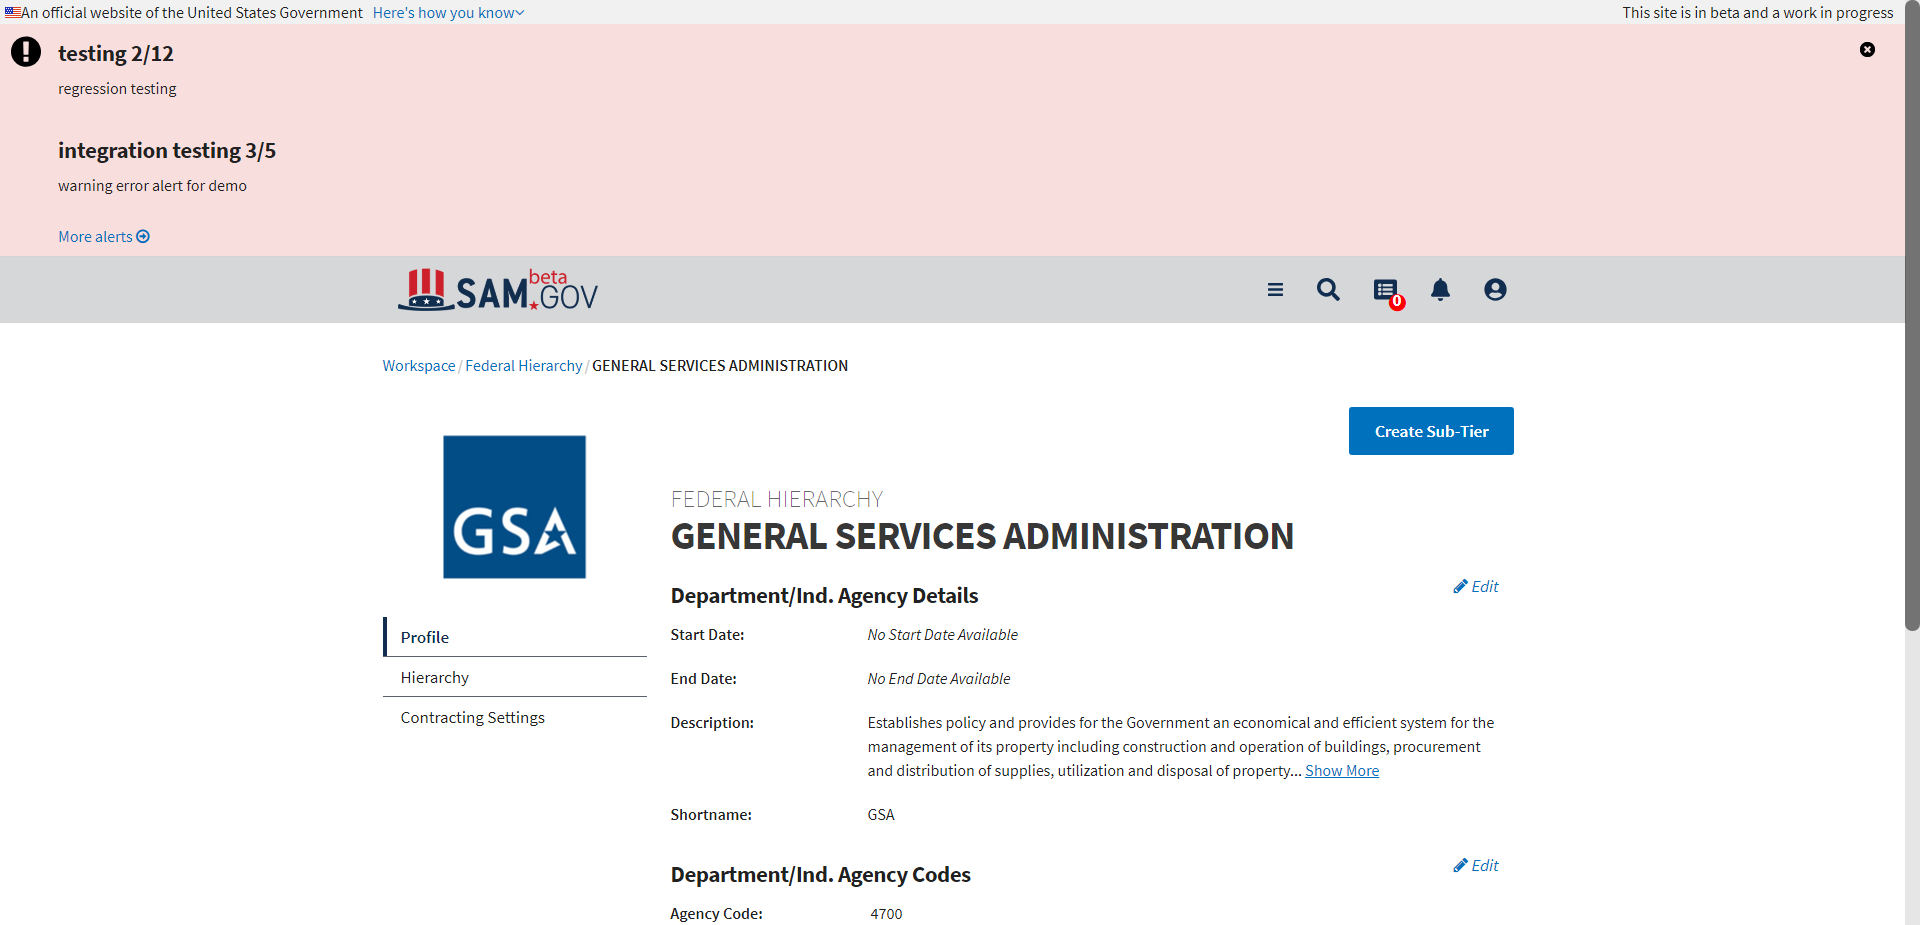 An official website of the United States Government Here's how you know
This site is in beta and a work in progress
testing 2/12
regression testing
integration testing 3/5
warning error alert for demo
More alerts
SAM beta .GOV
0
Workspace / Federal Hierarchy / GENERAL SERVICES ADMINISTRATION
Create Sub-Tier
GSA
FEDERAL HIERARCHY
GENERAL SERVICES ADMINISTRATION
Profile
Hierarchy
Contracting Settings
Department/Ind. Agency Details
Edit
Start Date: No Start Date Available
End Date: No End Date Available
Description: Establishes policy and provides for the Government an economical and efficient system for the
management of its property including construction and operation of buildings, procurement
and distribution of supplies, utilization and disposal of property... Show More
Shortname: GSA
Department/Ind. Agency Codes
Edit
Agency Code: 4700